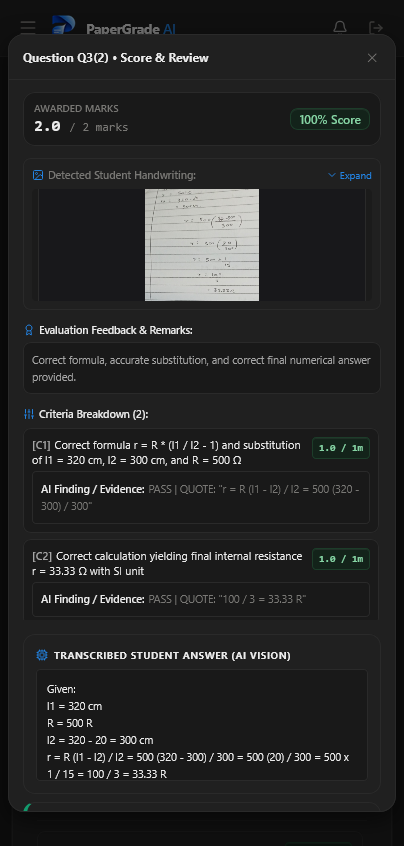 PaperGrade AI
Question Q3(2) • Score & Review
AWARDED MARKS
2.0 / 2 marks
100% Score
Detected Student Handwriting:
Expand
Evaluation Feedback & Remarks:
Correct formula, accurate substitution, and correct final numerical answer
provided.
Criteria Breakdown (2):
[C1] Correct formula r = R * (l1 / l2 - 1) and substitution
of l1 = 320 cm, l2 = 300 cm, and R = 500 Ω
1.0 / 1m
AI Finding / Evidence: PASS | QUOTE: "r = R (l1 - l2) / l2 = 500 (320 -
300) / 300"
[C2] Correct calculation yielding final internal resistance
r = 33.33 Ω with SI unit
1.0 / 1m
AI Finding / Evidence: PASS | QUOTE: "100 / 3 = 33.33 R"
TRANSCRIBED STUDENT ANSWER (AI VISION)
Given:
l1 = 320 cm
R = 500 R
l2 = 320 - 20 = 300 cm
r = R (l1 - l2) / l2 = 500 (320 - 300) / 300 = 500 (20) / 300 = 500 x
1 / 15 = 100 / 3 = 33.33 R